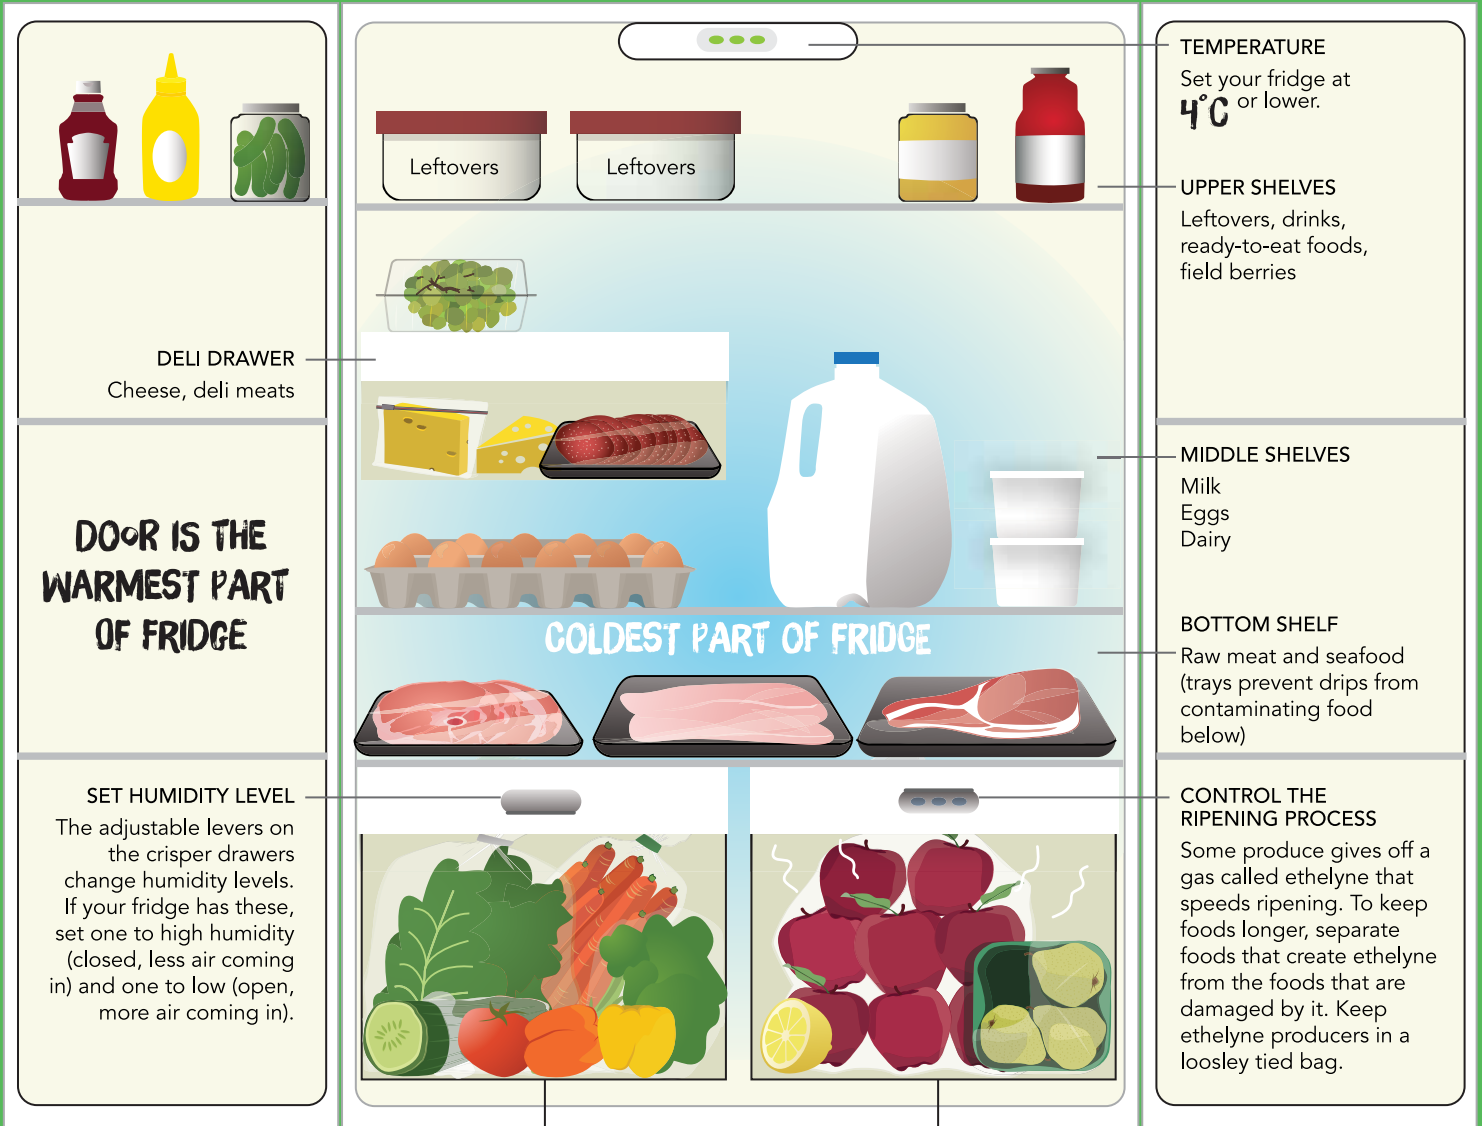 TEMPERATURE
Set your fridge at
4°C or lower.
Leftovers
Leftovers
UPPER SHELVES
Leftovers, drinks,
ready-to-eat foods,
field berries
DELI DRAWER
Cheese, deli meats
MIDDLE SHELVES
Milk
Eggs
Dairy
DOOR IS THE
WARMEST PART
OF FRIDGE
COLDEST PART OF FRIDGE
BOTTOM SHELF
Raw meat and seafood
(trays prevent drips from
contaminating food
below)
SET HUMIDITY LEVEL
The adjustable levers on
the crisper drawers
change humidity levels.
If your fridge has these,
set one to high humidity
(closed, less air coming
in) and one to low (open,
more air coming in).
CONTROL THE
RIPENING PROCESS
Some produce gives off a
gas called ethelyne that
speeds ripening. To keep
foods longer, separate
foods that create ethelyne
from the foods that are
damaged by it. Keep
ethelyne producers in a
loosley tied bag.